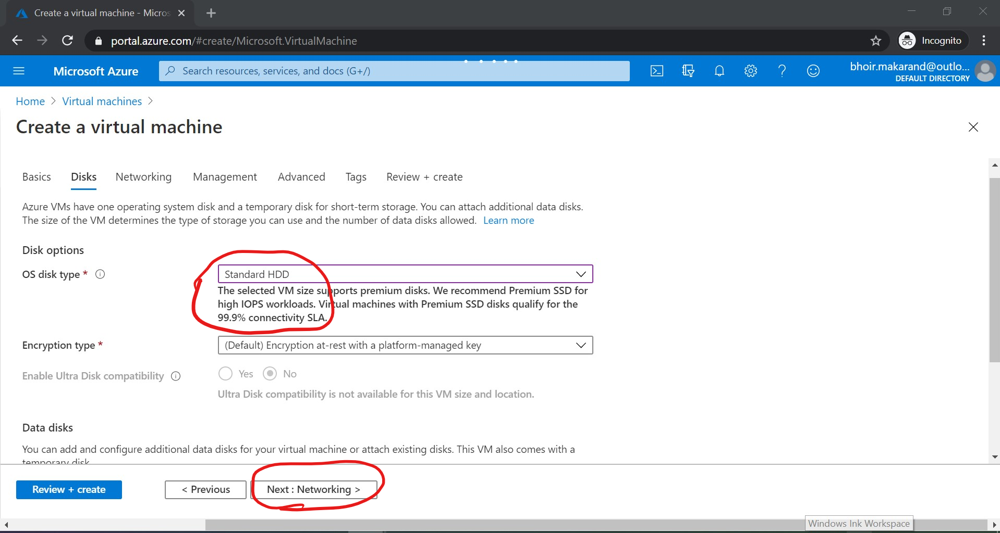 Create a virtual machine - Micros
portal.azure.com/#create/Microsoft.VirtualMachine
Incognito
Microsoft Azure
Search resources, services, and docs (G+/)
bhoir.makarand@outlo...
DEFAULT DIRECTORY
Home > Virtual machines >
Create a virtual machine
Basics Disks Networking Management Advanced Tags Review + create
Azure VMs have one operating system disk and a temporary disk for short-term storage. You can attach additional data disks.
The size of the VM determines the type of storage you can use and the number of data disks allowed. Learn more
Disk options
OS disk type *
Standard HDD
The selected VM size supports premium disks. We recommend Premium SSD for
high IOPS workloads. Virtual machines with Premium SSD disks qualify for the
99.9% connectivity SLA.
Encryption type *
(Default) Encryption at-rest with a platform-managed key
Enable Ultra Disk compatibility
Yes No
Ultra Disk compatibility is not available for this VM size and location.
Data disks
You can add and configure additional data disks for your virtual machine or attach existing disks. This VM also comes with a
temporary disk
Review + create
< Previous
Next : Networking >
Windows Ink Workspace